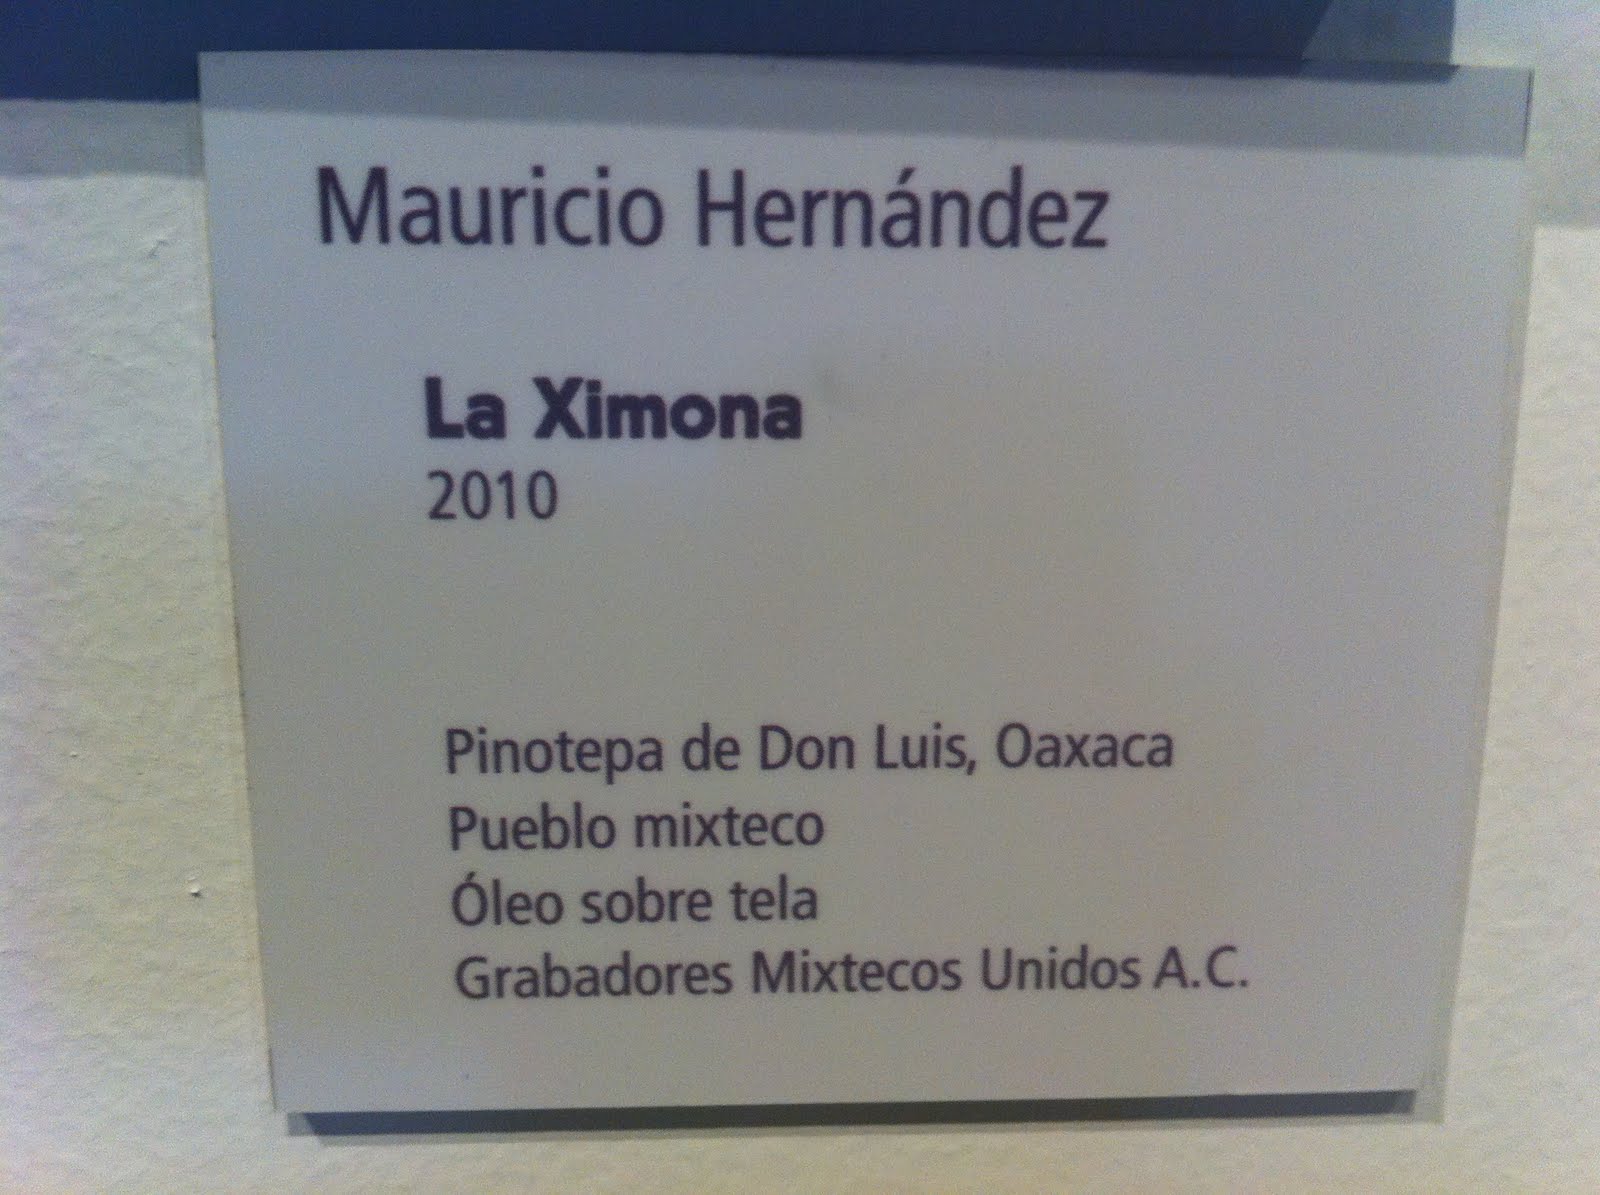 Mauricio Hernández
La Ximona
2010
Pinotepa de Don Luis, Oaxaca
Pueblo mixteco
Óleo sobre tela
Grabadores Mixtecos Unidos A.C.